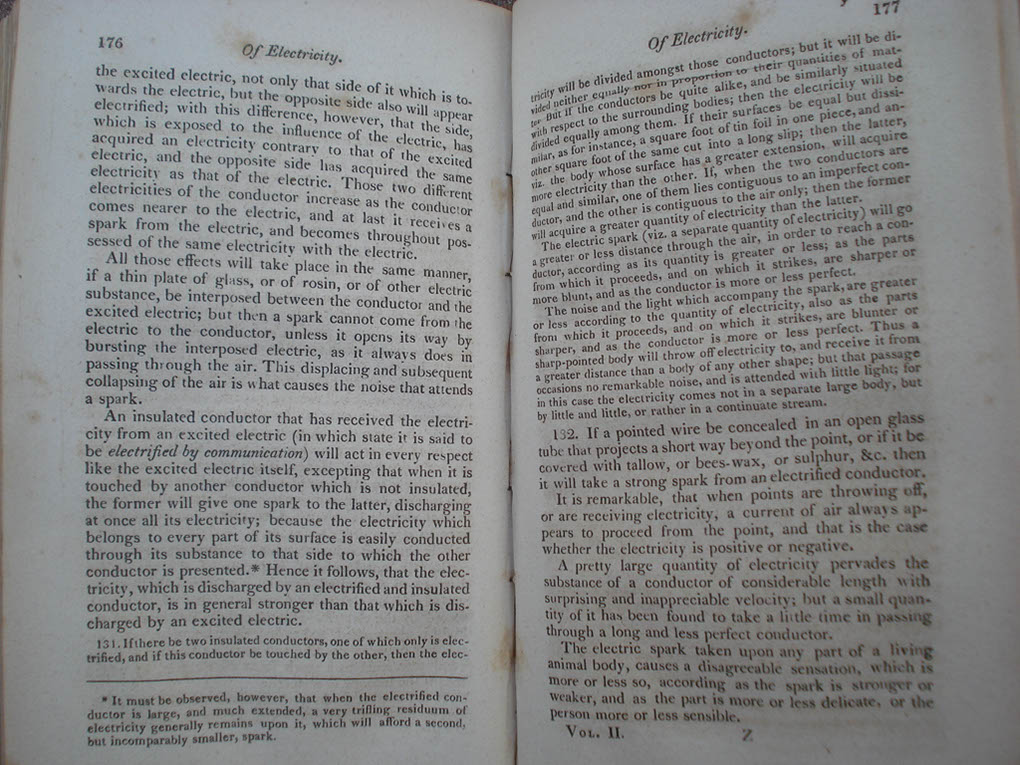 176
Of Electricity.
the excited electric, not only that side of it which is to-
wards the electric, but the opposite side also will appear
electrified; with this difference, however, that the side,
which is exposed to the influence of the electric, has
acquired an electricity contrary to that of the excited
electric, and the opposite side has acquired the same
electricity as that of the electric. Those two different
electricities of the conductor increase as the conductor
comes nearer to the electric, and at last it receives a
spark from the electric, and becomes throughout pos-
sessed of the same electricity with the electric.
All those effects will take place in the same manner,
if a thin plate of glass, or of rosin, or of other electric
substance, be interposed between the conductor and the
excited electric; but then a spark cannot come from the
electric to the conductor, unless it opens its way by
bursting the interposed electric, as it always does in
passing through the air. This displacing and subsequent
collapsing of the air is what causes the noise that attends
a spark.
An insulated conductor that has received the electri-
city from an excited electric (in which state it is said to
be electrified by communication) will act in every respect
like the excited electric itself, excepting that when it is
touched by another conductor which is not insulated,
the former will give one spark to the latter, discharging
at once all its electricity; because the electricity which
belongs to every part of its surface is easily conducted
through its substance to that side to which the other
conductor is presented.* Hence it follows, that the elec-
tricity, which is discharged by an electrified and insulated
conductor, is in general stronger than that which is dis-
charged by an excited electric.
131. If there be two insulated conductors, one of which only is elec-
trified, and if this conductor be touched by the other, then the elec-
* It must be observed, however, that when the electrified con-
ductor is large, and much extended, a very trifling residuum of
electricity generally remains upon it, which will afford a second,
but incomparably smaller, spark.
177
Of Electricity.
tricity will be divided amongst those conductors; but it will be di-
vided neither equally nor in proportion to their quantities of mat-
ter. But if the conductors be quite alike, and be similarly situated
with respect to the surrounding bodies; then the electricity will be
divided equally among them. If their surfaces be equal but dissi-
milar, as for instance, a square foot of tin foil in one piece, and an-
other square foot of the same cut into a long slip; then the latter,
viz. the body whose surface has a greater extension, will acquire
more electricity than the other. If, when the two conductors are
equal and similar, one of them lies contiguous to an imperfect con-
ductor, and the other is contiguous to the air only; then the former
will acquire a greater quantity of electricity than the latter.
The electric spark (viz. a separate quantity of electricity) will go
a greater or less distance through the air, in order to reach a con-
ductor, according as its quantity is greater or less; as the parts
from which it proceeds, and on which it strikes, are sharper or
more blunt, and as the conductor is more or less perfect.
The noise and the light which accompany the spark, are greater
or less according to the quantity of electricity, also as the parts
from which it proceeds, and on which it strikes, are blunter or
sharper, and as the conductor is more or less perfect. Thus a
sharp-pointed body will throw off electricity to, and receive it from
a greater distance than a body of any other shape; but that passage
occasions no remarkable noise, and is attended with little light; for
in this case the electricity comes not in a separate large body, but
by little and little, or rather in a continuate stream.
132. If a pointed wire be concealed in an open glass
tube that projects a short way beyond the point, or if it be
covered with tallow, or bees-wax, or sulphur, &c. then
it will take a strong spark from an electrified conductor.
It is remarkable, that when points are throwing off,
or are receiving electricity, a current of air always ap-
pears to proceed from the point, and that is the case
whether the electricity is positive or negative.
A pretty large quantity of electricity pervades the
substance of a conductor of considerable length with
surprising and inappreciable velocity; but a small quan-
tity of it has been found to take a little time in passing
through a long and less perfect conductor.
The electric spark taken upon any part of a living
animal body, causes a disagreeable sensation, which is
more or less so, according as the spark is stronger or
weaker, and as the part is more or less delicate, or the
person more or less sensible.
VOL. II.
Z